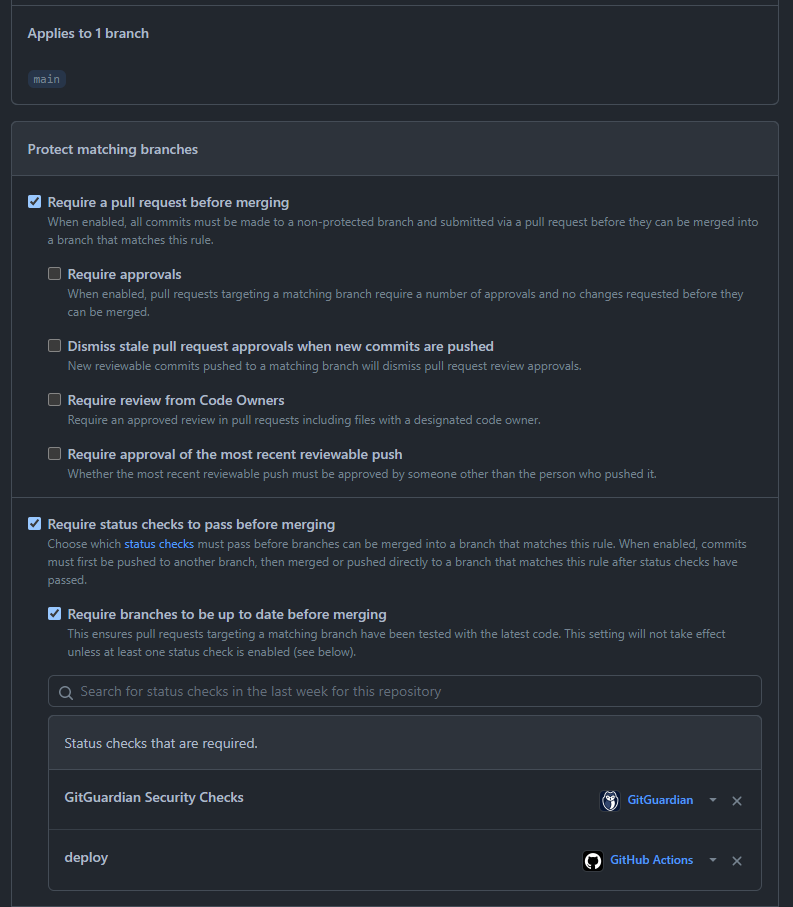 Applies to 1 branch
main
Protect matching branches
Require a pull request before merging
When enabled, all commits must be made to a non-protected branch and submitted via a pull request before they can be merged into
a branch that matches this rule.
Require approvals
When enabled, pull requests targeting a matching branch require a number of approvals and no changes requested before they
can be merged.
Dismiss stale pull request approvals when new commits are pushed
New reviewable commits pushed to a matching branch will dismiss pull request review approvals.
Require review from Code Owners
Require an approved review in pull requests including files with a designated code owner.
Require approval of the most recent reviewable push
Whether the most recent reviewable push must be approved by someone other than the person who pushed it.
Require status checks to pass before merging
Choose which status checks must pass before branches can be merged into a branch that matches this rule. When enabled, commits
must first be pushed to another branch, then merged or pushed directly to a branch that matches this rule after status checks have
passed.
Require branches to be up to date before merging
This ensures pull requests targeting a matching branch have been tested with the latest code. This setting will not take effect
unless at least one status check is enabled (see below).
Search for status checks in the last week for this repository
Status checks that are required.
GitGuardian Security Checks
GitGuardian
deploy
GitHub Actions